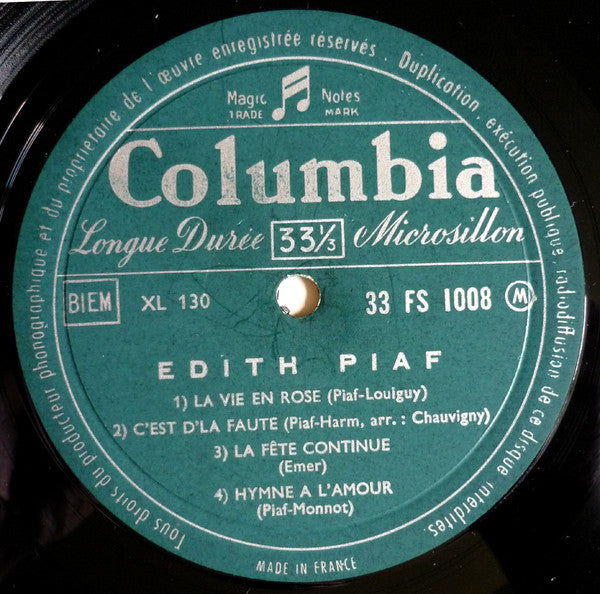 Tous droits du producteur phonographique et du propriétaire de l'œuvre enregistrée réservés. Duplication, exécution publique, radiodiffusion de ce disque interdites.
Magic Notes
TRADE MARK
Columbia
Longue Durée 33⅓ Microsillon
BIEM XL 130 33 FS 1008 M
EDITH PIAF
1) LA VIE EN ROSE (Piaf-Louiguy)
2) C'EST D'LA FAUTE (Piaf-Harm, arr. : Chauvigny)
3) LA FÊTE CONTINUE
(Emer)
4) HYMNE A L'AMOUR
(Piaf-Monnot)
MADE IN FRANCE